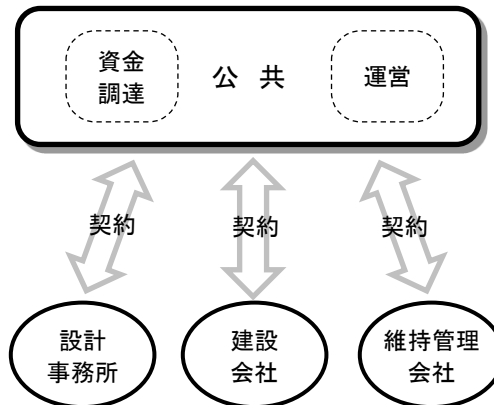 資金
調達
公 共
運営
契約
契約
契約
設計
事務所
建設
会社
維持管理
会社